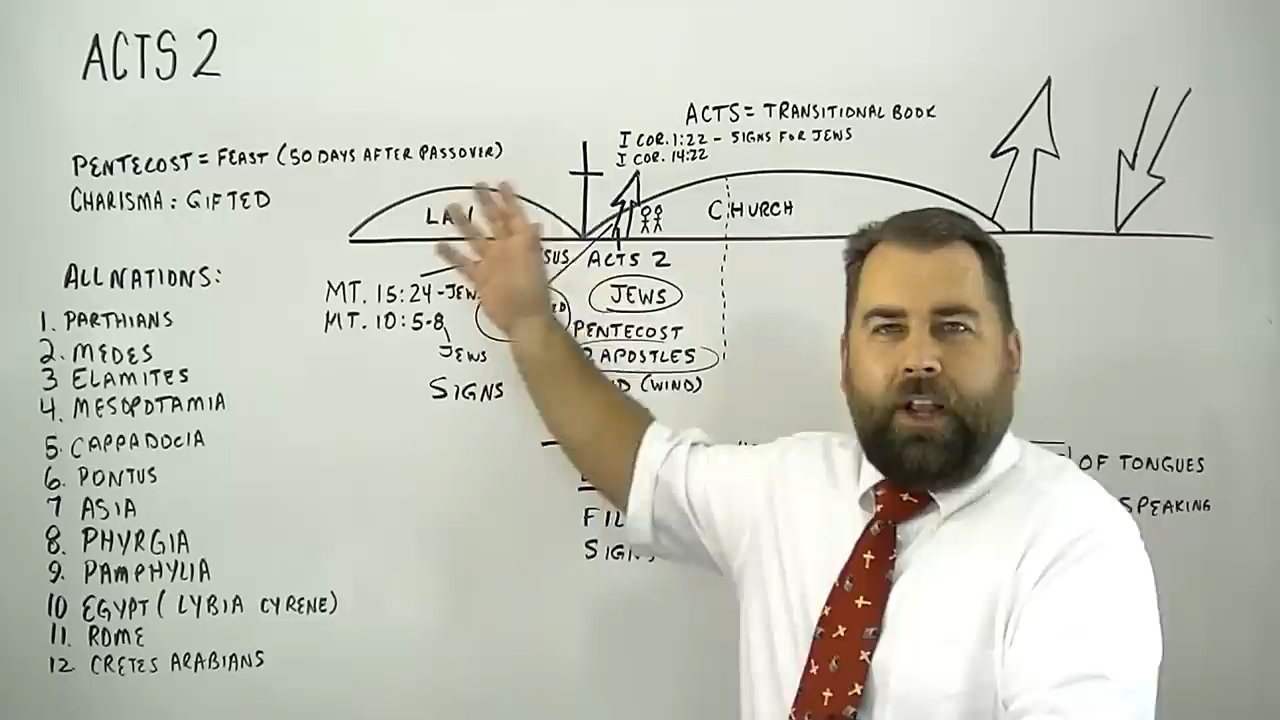 ACTS 2
ACTS = TRANSITIONAL BOOK
I COR. 1:22 - SIGNS FOR JEWS
I COR. 14:22
PENTECOST = FEAST (50 DAYS AFTER PASSOVER)
CHARISMA : GIFTED
CHURCH
ACTS 2
JEWS
PENTECOST
APOSTLES
(WIND)
MT. 15:24 -
MT. 10:5-8
JEWS
SIGNS
ALL NATIONS:
1. PARTHIANS
2. MEDES
3 ELAMITES
4. MESOPOTAMIA
5. CAPPADOCIA
6. PONTUS
7 ASIA
8. PHYRGIA
9. PAMPHYLIA
10 EGYPT ( LYBIA CYRENE)
11. ROME
12 CRETES ARABIANS
OF TONGUES
SPEAKING